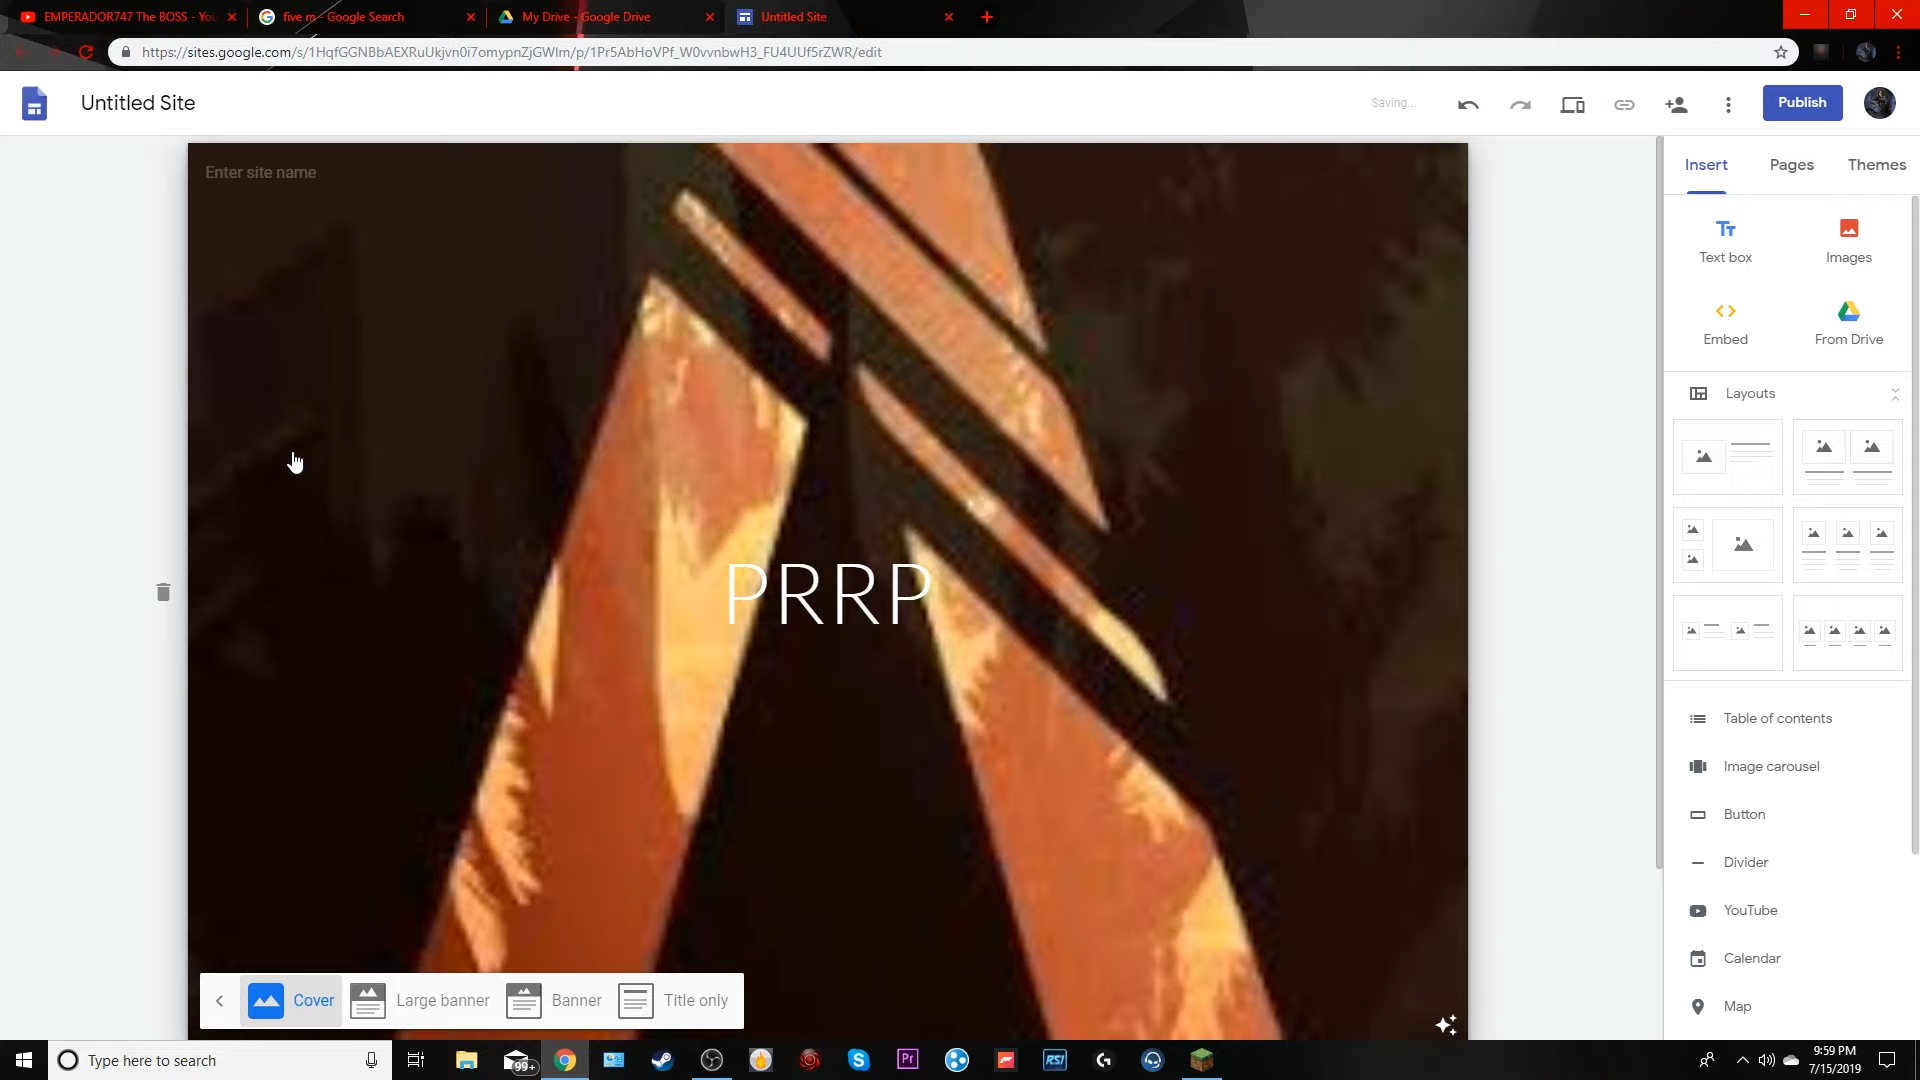 EMPERADOR747 The BOSS - You
five m - Google Search
My Drive - Google Drive
Untitled Site
https://sites.google.com/s/1HqfGGNBbAEXRuUkjvn0i7omypnZjGWlm/p/1Pr5AbHoVPf_W0vvnbwH3_FU4UUf5rZWR/edit
Untitled Site
Saving...
Publish
Enter site name
Insert
Pages
Themes
Text box
Images
Embed
From Drive
Layouts
PRRP
Table of contents
Image carousel
Button
Divider
YouTube
Calendar
Map
Cover
Large banner
Banner
Title only
Type here to search
99+
Pr
RSI
9:59 PM
7/15/2019